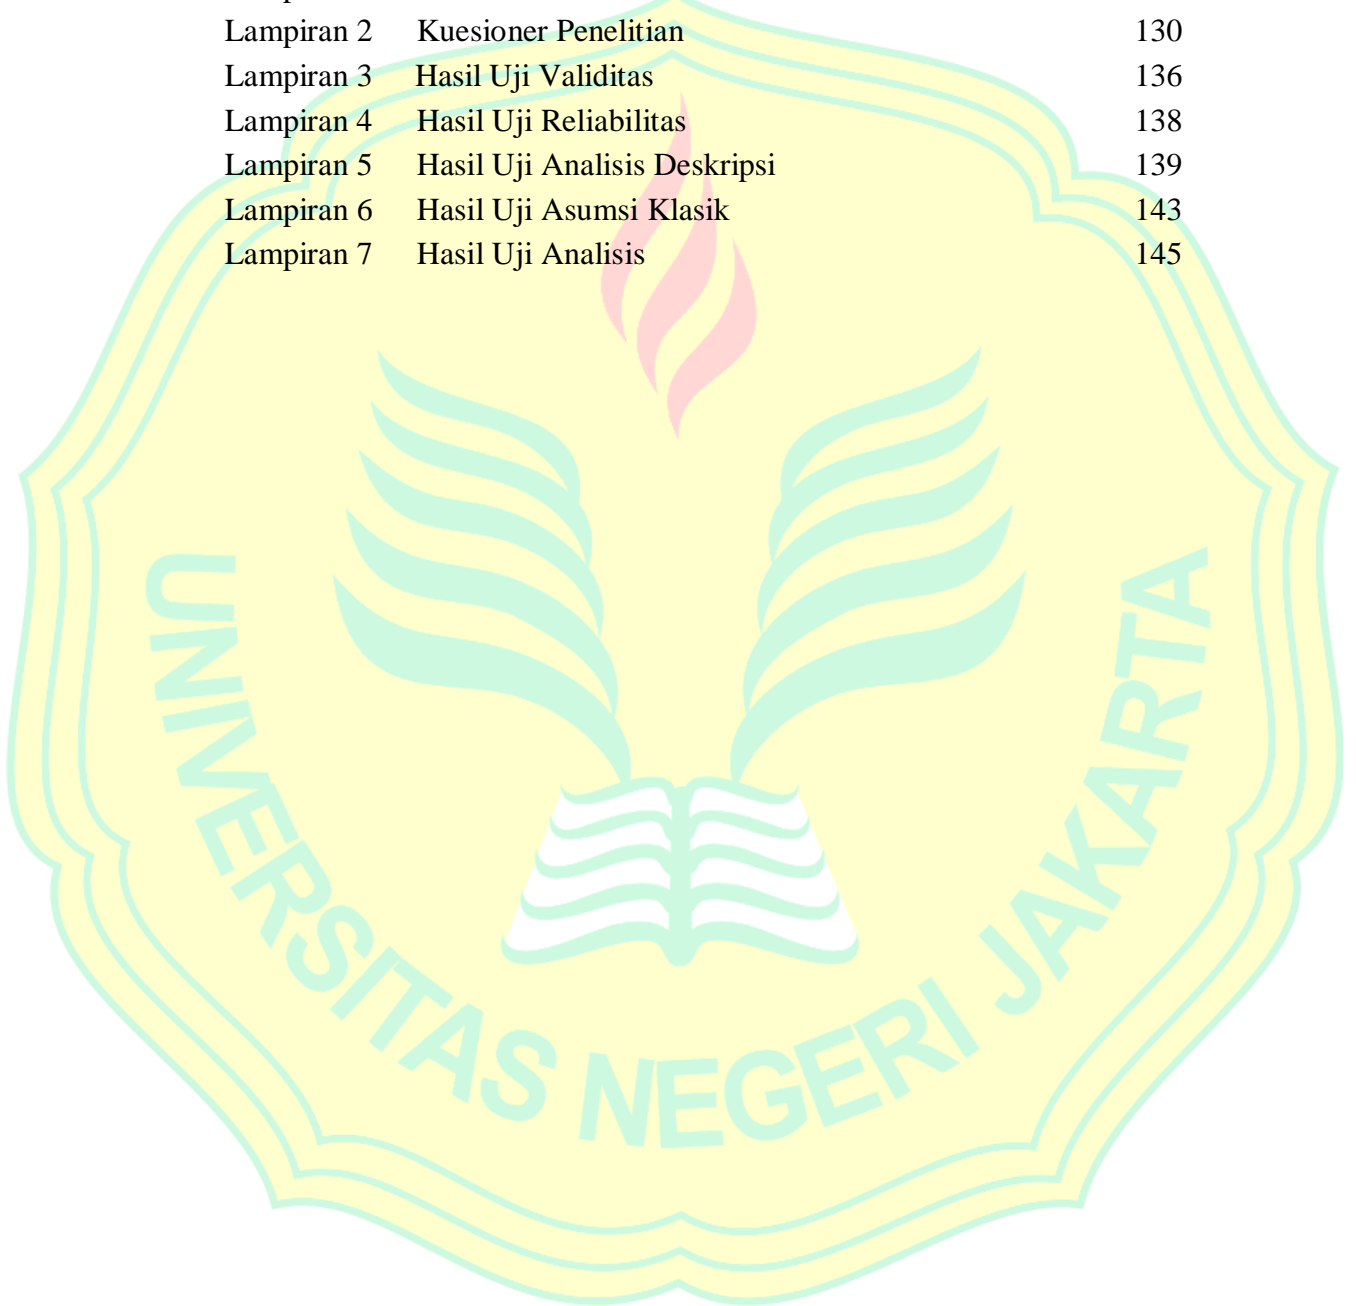 Lampiran 2 Kuesioner Penelitian 130
Lampiran 3 Hasil Uji Validitas 136
Lampiran 4 Hasil Uji Reliabilitas 138
Lampiran 5 Hasil Uji Analisis Deskripsi 139
Lampiran 6 Hasil Uji Asumsi Klasik 143
Lampiran 7 Hasil Uji Analisis 145
UNIVERSITAS NEGERI JAKARTA